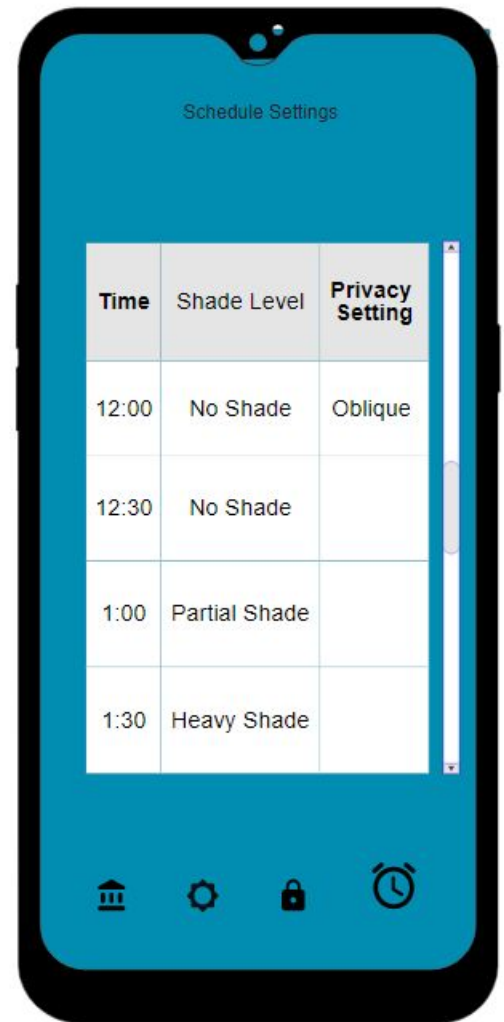 Schedule Settings
Time Shade Level Privacy
Setting
12:00 No Shade Oblique
12:30 No Shade
1:00 Partial Shade
1:30 Heavy Shade